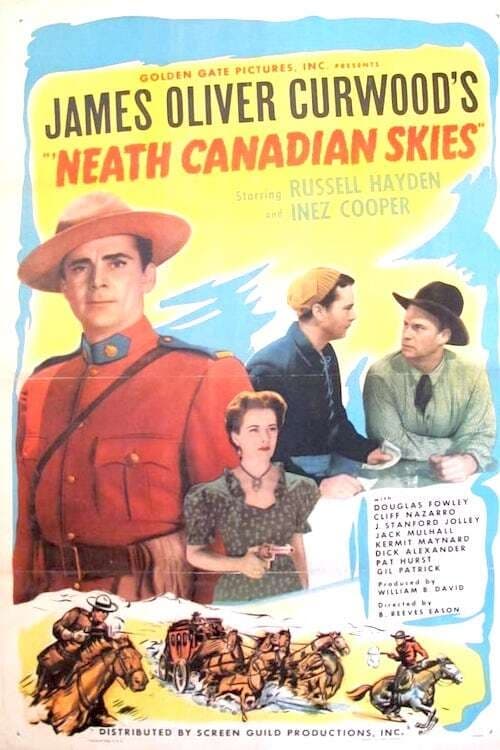 GOLDEN GATE PICTURES, INC. PRESENTS
JAMES OLIVER CURWOOD'S
"'NEATH CANADIAN SKIES"
Starring RUSSELL HAYDEN
and INEZ COOPER
with
DOUGLAS FOWLEY
CLIFF NAZARRO
J. STANFORD JOLLEY
JACK MULHALL
KERMIT MAYNARD
DICK ALEXANDER
PAT HURST
GIL PATRICK
Produced by
WILLIAM B. DAVID
Directed by
B. REEVES EASON
DISTRIBUTED BY SCREEN GUILD PRODUCTIONS, INC.